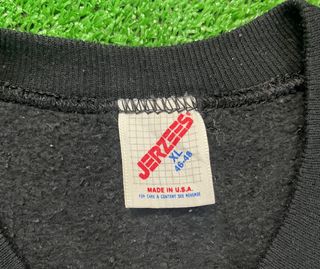 JERZEES
XL
46-48
MADE IN U.S.A.
FOR CARE & CONTENT SEE REVERSE